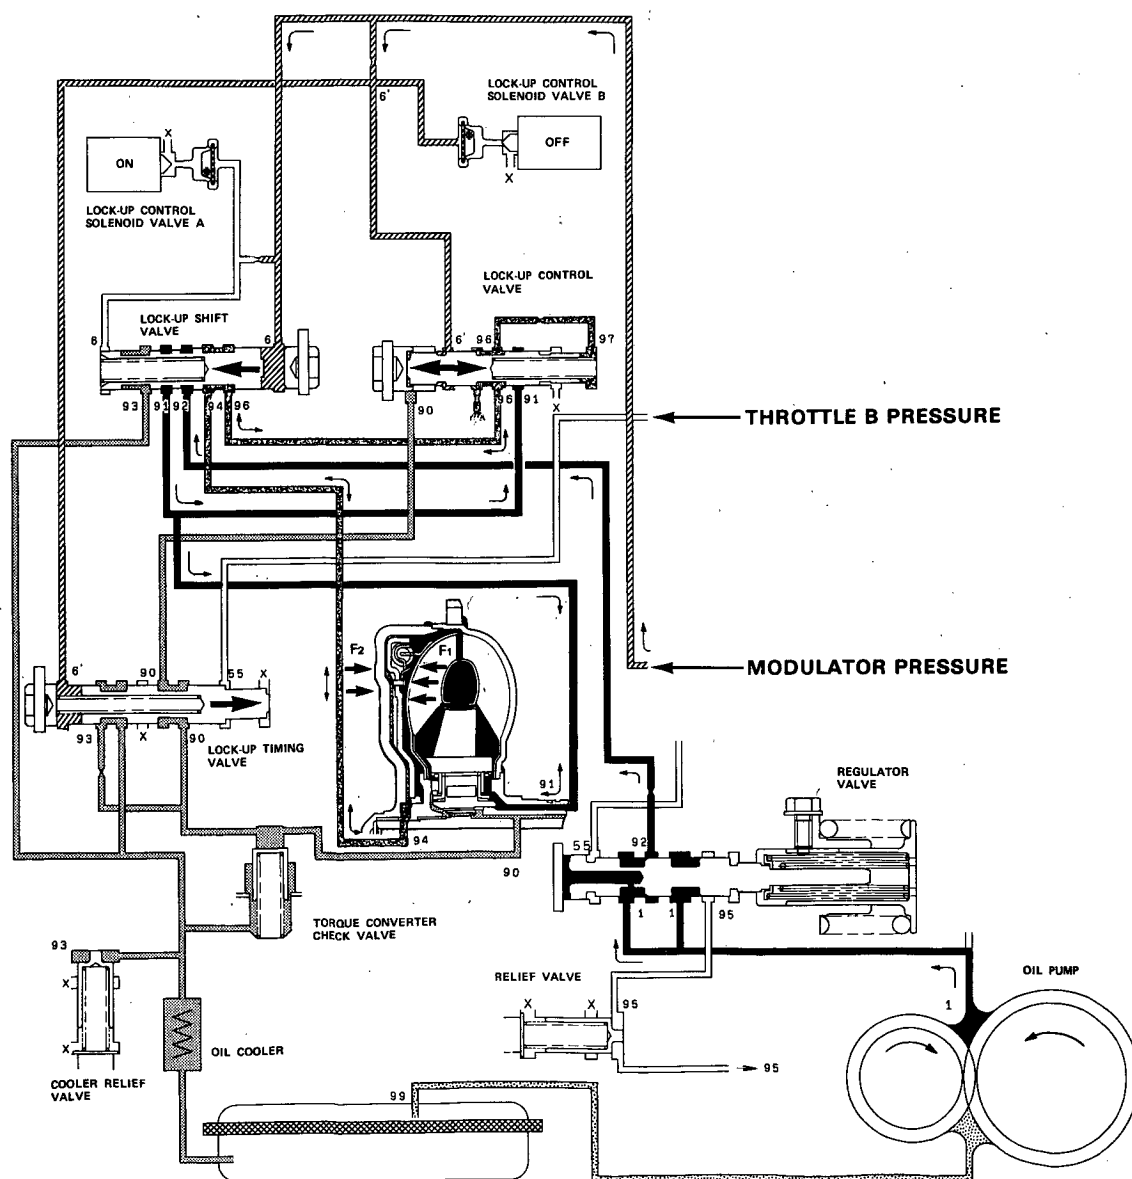 LOCK-UP CONTROL
SOLENOID VALVE B
6'
X
ON
OFF
X
LOCK-UP CONTROL
SOLENOID VALVE A
LOCK-UP CONTROL
VALVE
LOCK-UP SHIFT
VALVE
6
6
6'
96
97
93
91
92
94
96
90
96
91
X
THROTTLE B PRESSURE
F2
F1
MODULATOR PRESSURE
6'
90
55
X
93
X
90
LOCK-UP TIMING
VALVE
91
REGULATOR
VALVE
94
90
55
92
1
1
95
TORQUE CONVERTER
CHECK VALVE
93
X
X
RELIEF VALVE
X
X
95
OIL PUMP
1
OIL COOLER
COOLER RELIEF
VALVE
95
99